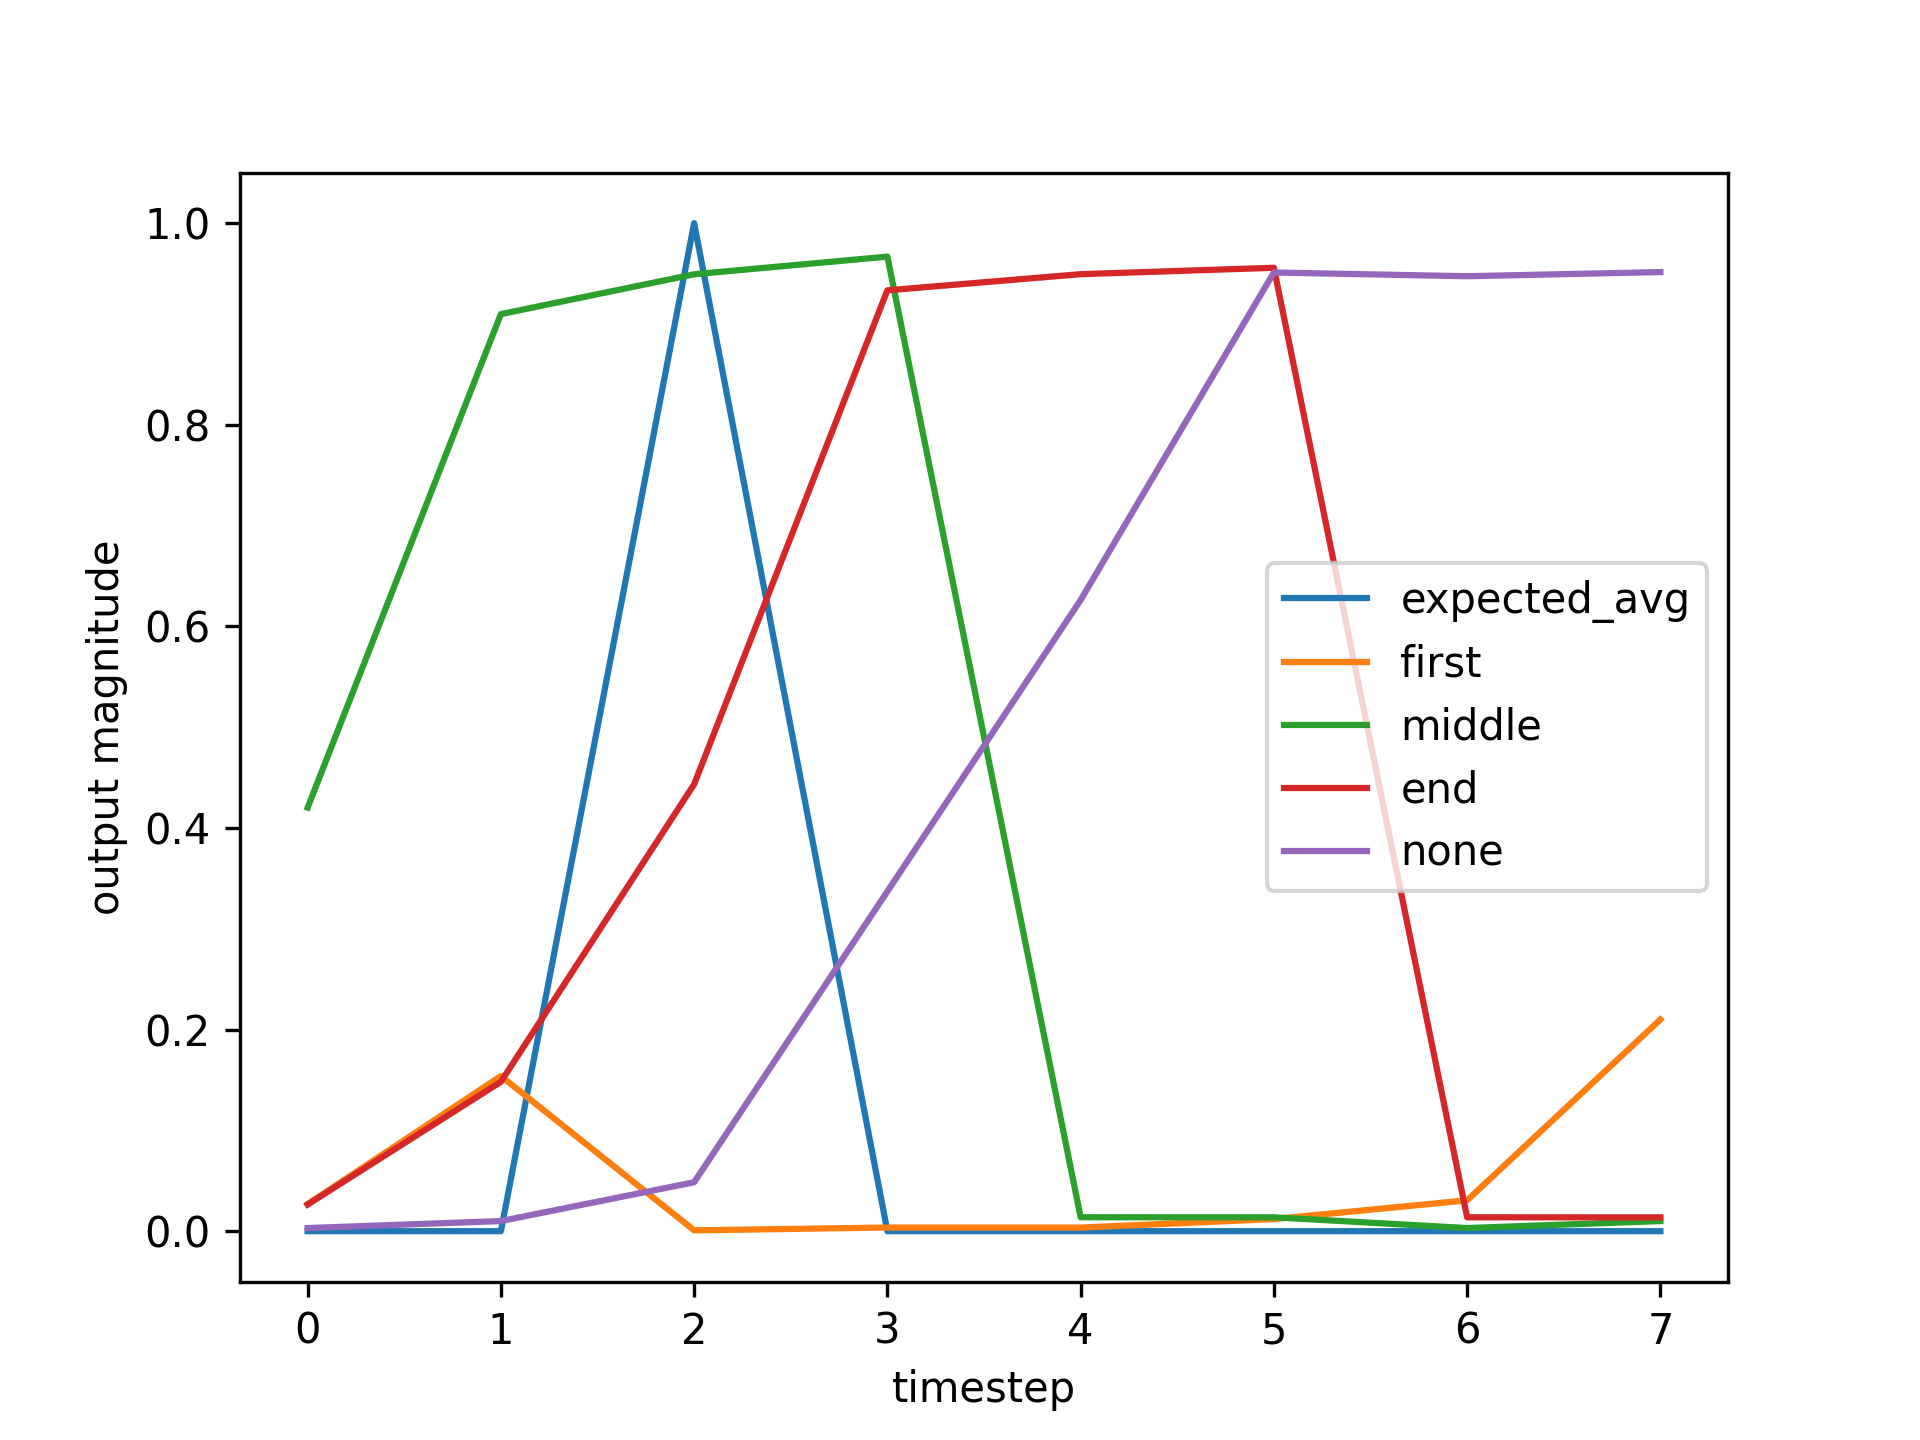 1.0
0.8
0.6
0.4
0.2
0.0
output magnitude
expected_avg
first
middle
end
none
0 1 2 3 4 5 6 7
timestep